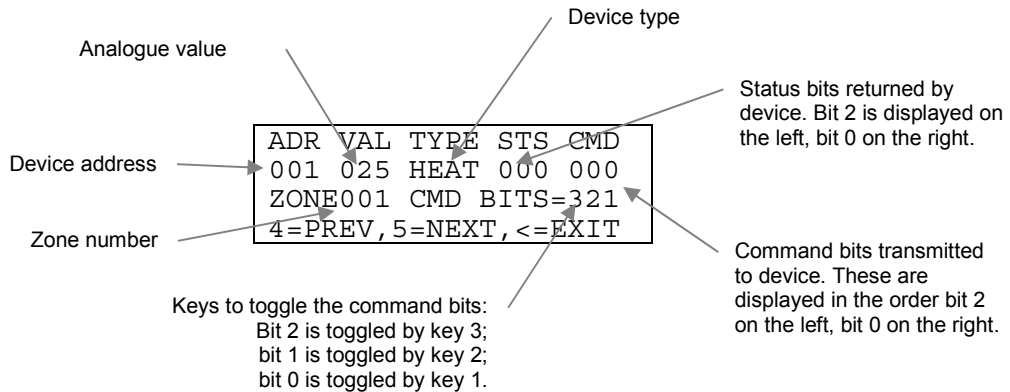 Device type
Analogue value
Status bits returned by
device. Bit 2 is displayed on
the left, bit 0 on the right.
Device address
ADR VAL TYPE STS CMD
001 025 HEAT 000 000
ZONE001 CMD BITS=321
4=PREV,5=NEXT,<=EXIT
Zone number
Command bits transmitted
to device. These are
displayed in the order bit 2
on the left, bit 0 on the right.
Keys to toggle the command bits:
Bit 2 is toggled by key 3;
bit 1 is toggled by key 2;
bit 0 is toggled by key 1.